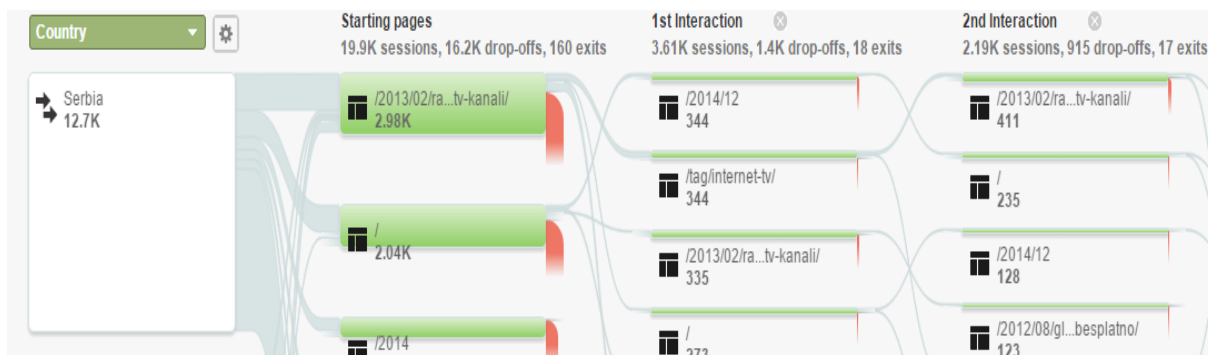 Country
Serbia
12.7K
Starting pages
19.9K sessions, 16.2K drop-offs, 160 exits
/2013/02/ra...tv-kanali/
2.98K
/
2.04K
/2014
1st Interaction
3.61K sessions, 1.4K drop-offs, 18 exits
/2014/12
344
/tag/internet-tv/
344
/2013/02/ra...tv-kanali/
335
/
273
2nd Interaction
2.19K sessions, 915 drop-offs, 17 exits
/2013/02/ra...tv-kanali/
411
/
235
/2014/12
128
/2012/08/gl...besplatno/
123